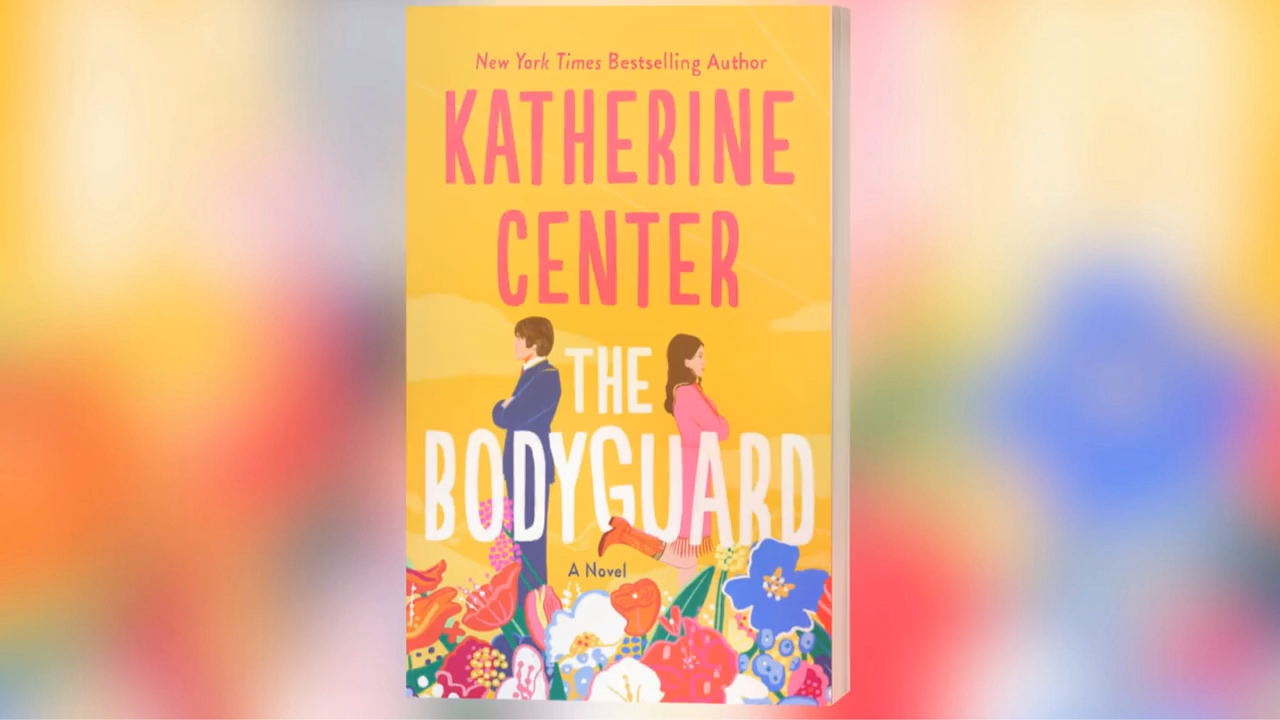 New York Times Bestselling Author
KATHERINE
CENTER
THE
BODYGUARD
A Novel